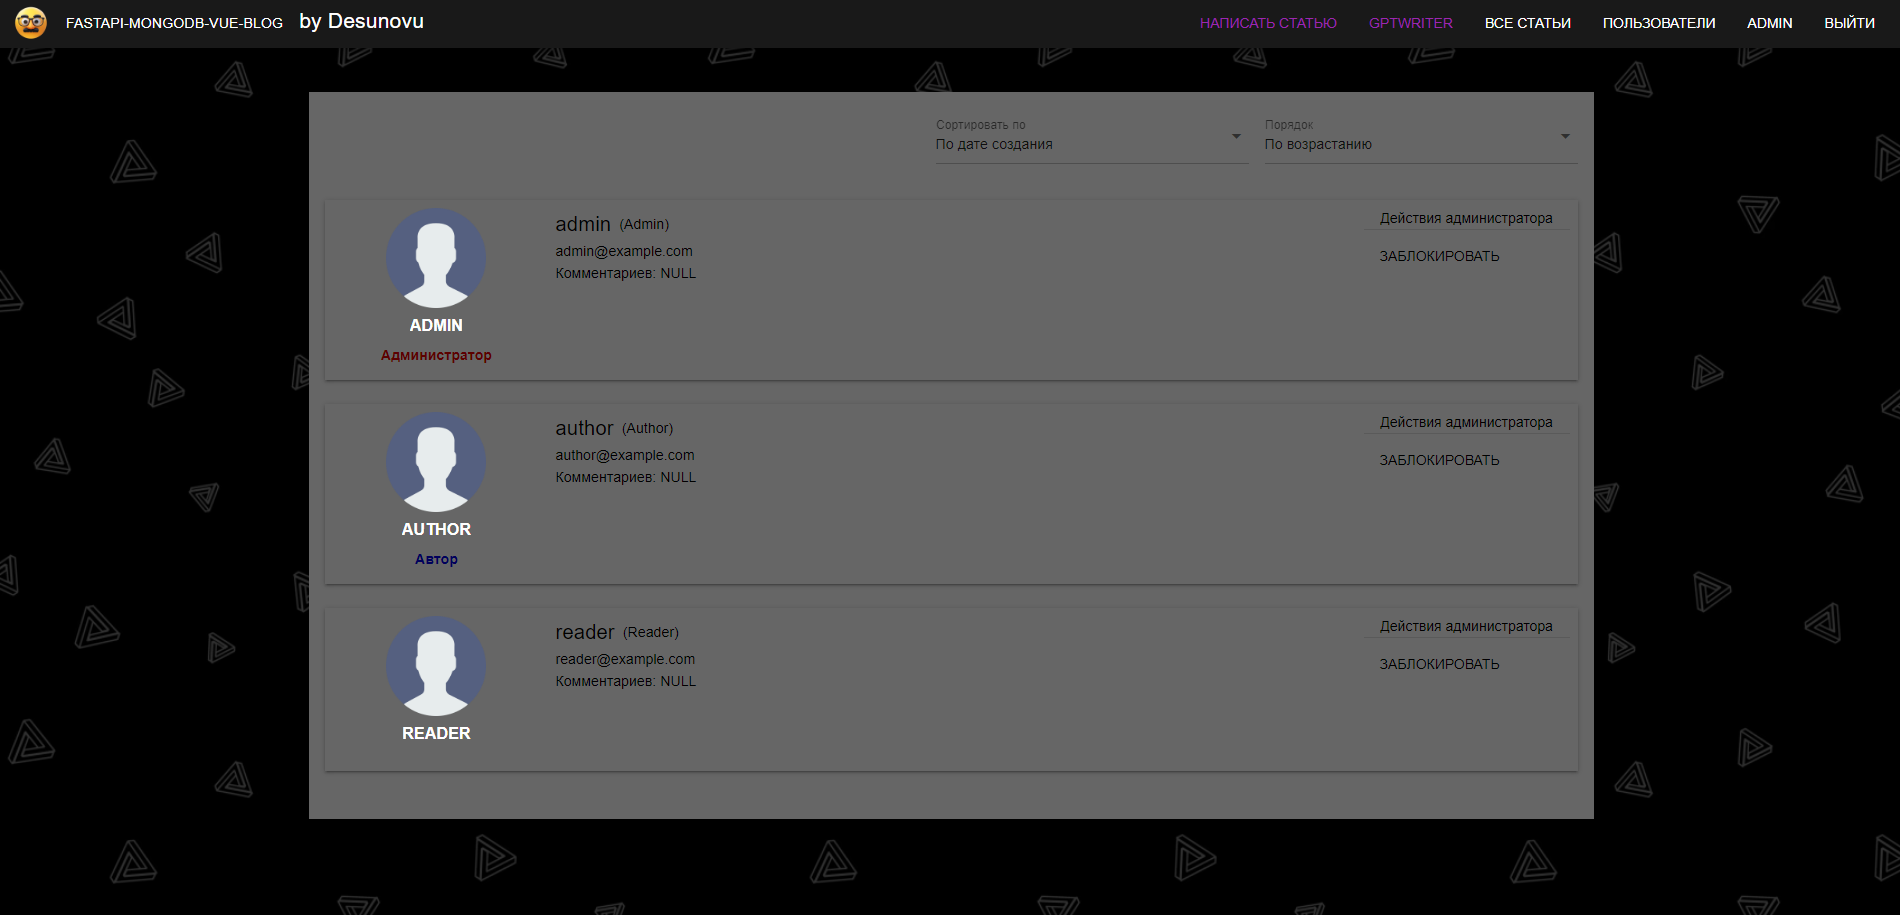 FASTAPI-MONGODB-VUE-BLOG by Desunovu НАПИСАТЬ СТАТЬЮ GPTWRITER ВСЕ СТАТЬИ ПОЛЬЗОВАТЕЛИ ADMIN ВЫЙТИ
Сортировать по
По дате создания
Порядок
По возрастанию
ADMIN
Администратор
admin (Admin)
admin@example.com
Комментариев: NULL
Действия администратора
ЗАБЛОКИРОВАТЬ
AUTHOR
Автор
author (Author)
author@example.com
Комментариев: NULL
Действия администратора
ЗАБЛОКИРОВАТЬ
READER
reader (Reader)
reader@example.com
Комментариев: NULL
Действия администратора
ЗАБЛОКИРОВАТЬ